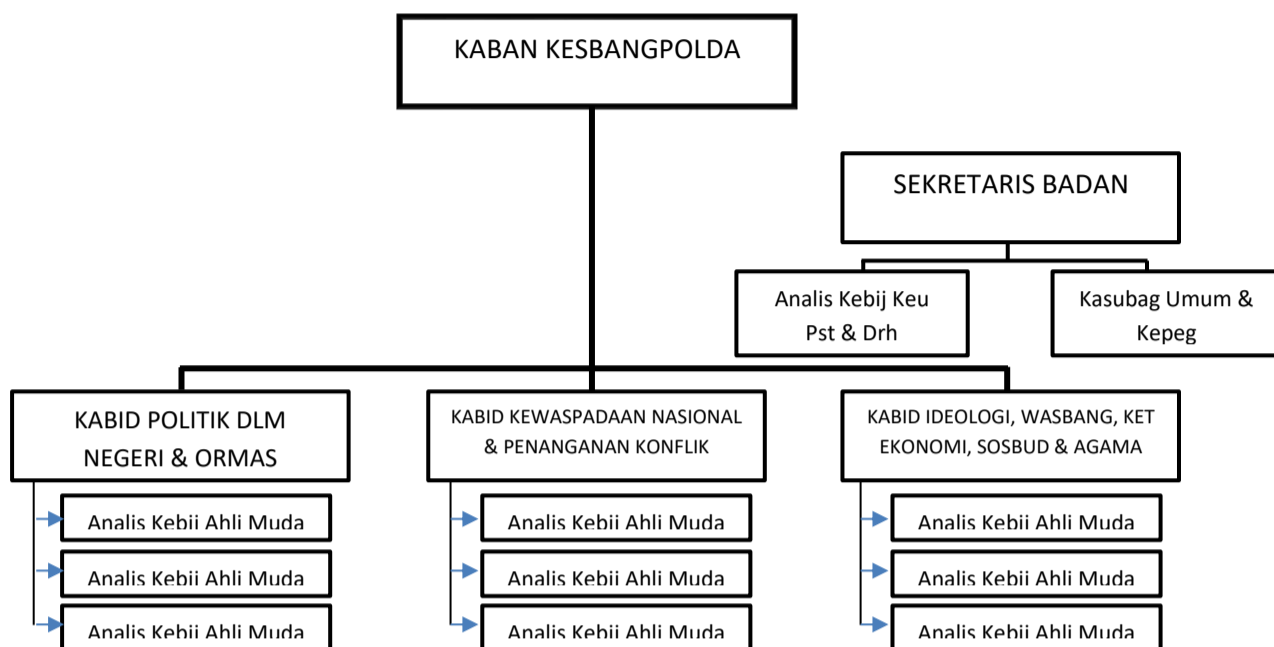 KABAN KESBANGPOLDA
SEKRETARIS BADAN
Analis Kebij Keu
Pst & Drh
Kasubag Umum &
Kepeg
KABID POLITIK DLM
NEGERI & ORMAS
KABID KEWASPADAAN NASIONAL
& PENANGANAN KONFLIK
KABID IDEOLOGI, WASBANG, KET
EKONOMI, SOSBUD & AGAMA
Analis Kebij Ahli Muda
Analis Kebij Ahli Muda
Analis Kebij Ahli Muda
Analis Kebij Ahli Muda
Analis Kebij Ahli Muda
Analis Kebij Ahli Muda
Analis Kebij Ahli Muda
Analis Kebij Ahli Muda
Analis Kebij Ahli Muda